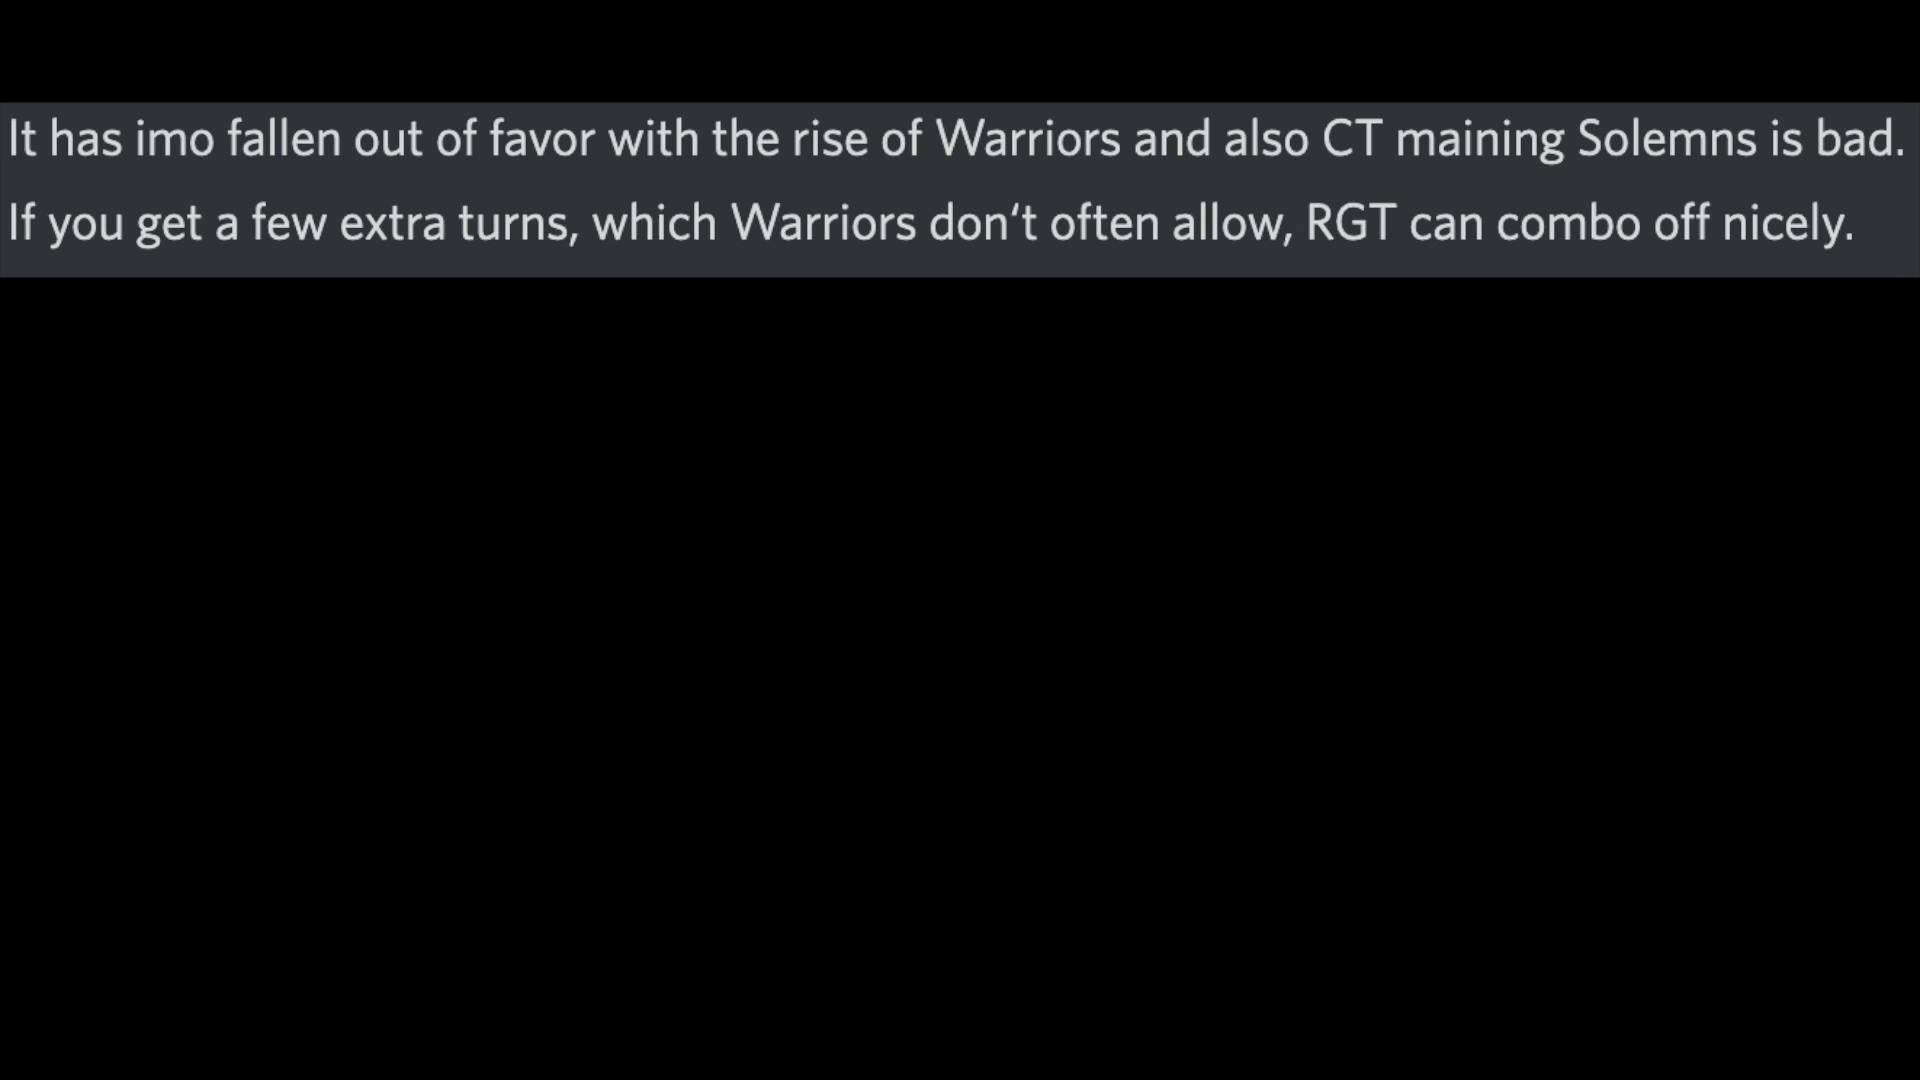 It has imo fallen out of favor with the rise of Warriors and also CT maining Solemns is bad.
If you get a few extra turns, which Warriors don‘t often allow, RGT can combo off nicely.